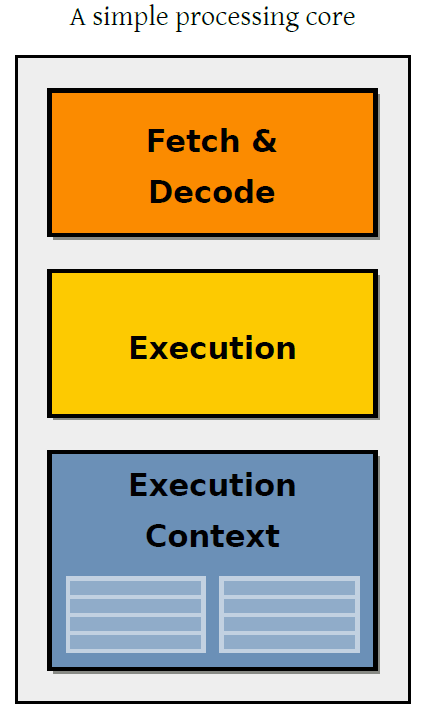 A simple processing core
Fetch &
Decode
Execution
Execution
Context